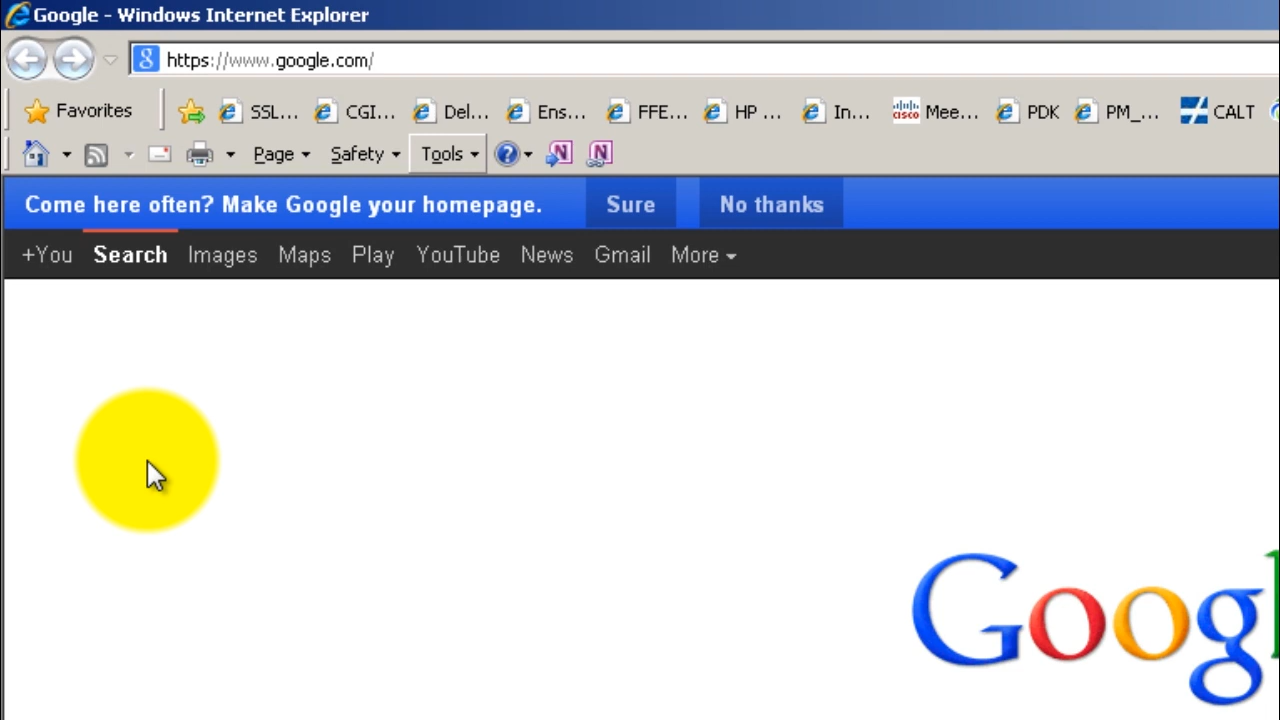 Google - Windows Internet Explorer
https://www.google.com/
Favorites SSL... CGI... Del... Ens... FFE... HP ... In... cisco Mee... PDK PM_... CALT
Page Safety Tools
Come here often? Make Google your homepage. Sure No thanks
+You Search Images Maps Play YouTube News Gmail More
Googl